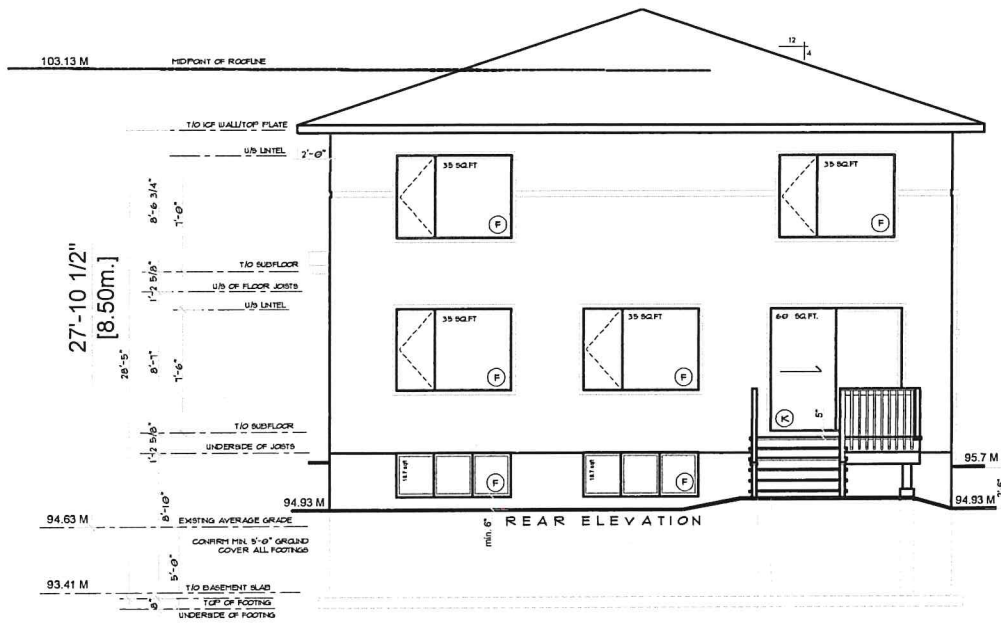 12
4
103.13 M MIDPOINT OF ROOFLINE
T/O ICF WALL/TOP PLATE
U/S LINTEL 2'-0"
35 SQ.FT 35 SQ.FT
8'-6 3/4"
7'-0"
F F
T/O SUBFLOOR
1'-2 5/8"
U/S OF FLOOR JOISTS
U/S LINTEL
27'-10 1/2"
[8.50m.]
28'-5"
8'-7"
7'-6"
35 SQ.FT 35 SQ.FT 60 SQ. FT.
F F
K
5"
T/O SUBFLOOR
1'-2 5/8"
UNDERSIDE OF JOISTS
F F
95.7 M
94.93 M 94.93 M
8'-10"
94.63 M EXISTING AVERAGE GRADE
REAR ELEVATION
min. 6"
CONFIRM MIN. 5'-0" GROUND
COVER ALL FOOTINGS
5'-0"
93.41 M T/O BASEMENT SLAB
8"
TOP OF FOOTING
UNDERSIDE OF FOOTING